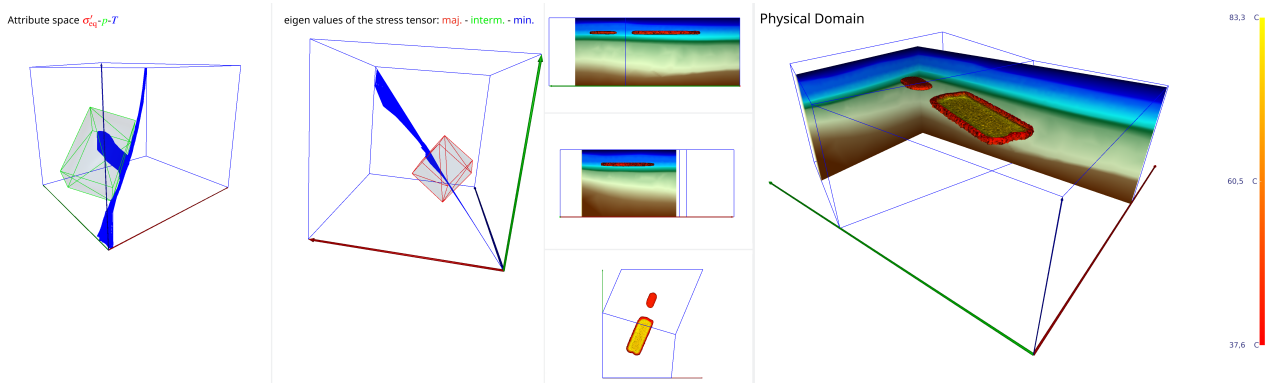 Attribute space σ′eq-p-T
eigen values of the stress tensor: maj. - interm. - min.
Physical Domain
83,3 C
60,5 C
37,6 C